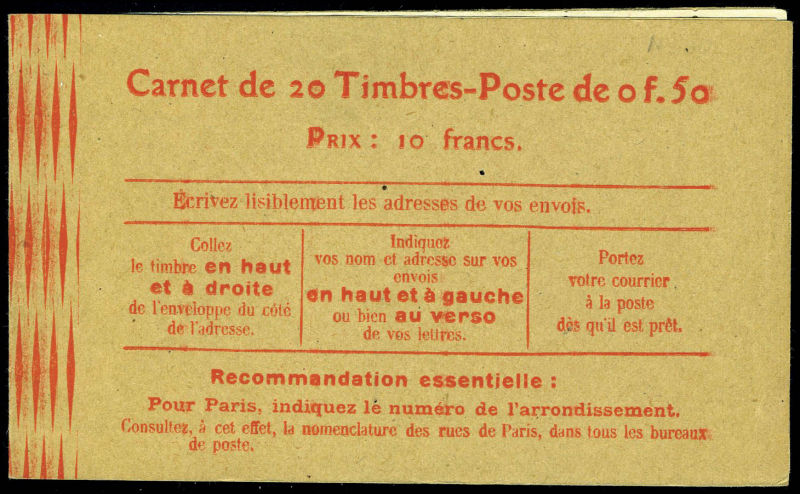 Carnet de 20 Timbres-Poste de 0 f. 50
PRIX : 10 francs.
Écrivez lisiblement les adresses de vos envois.
Collez
le timbre en haut
et à droite
de l'enveloppe du côté
de l'adresse.
Indiquez
vos nom et adresse sur vos
envois
en haut et à gauche
ou bien au verso
de vos lettres.
Portez
votre courrier
à la poste
dès qu'il est prêt.
Recommandation essentielle :
Pour Paris, indiquez le numéro de l'arrondissement.
Consultez, à cet effet, la nomenclature des rues de Paris, dans tous les bureaux
de poste.